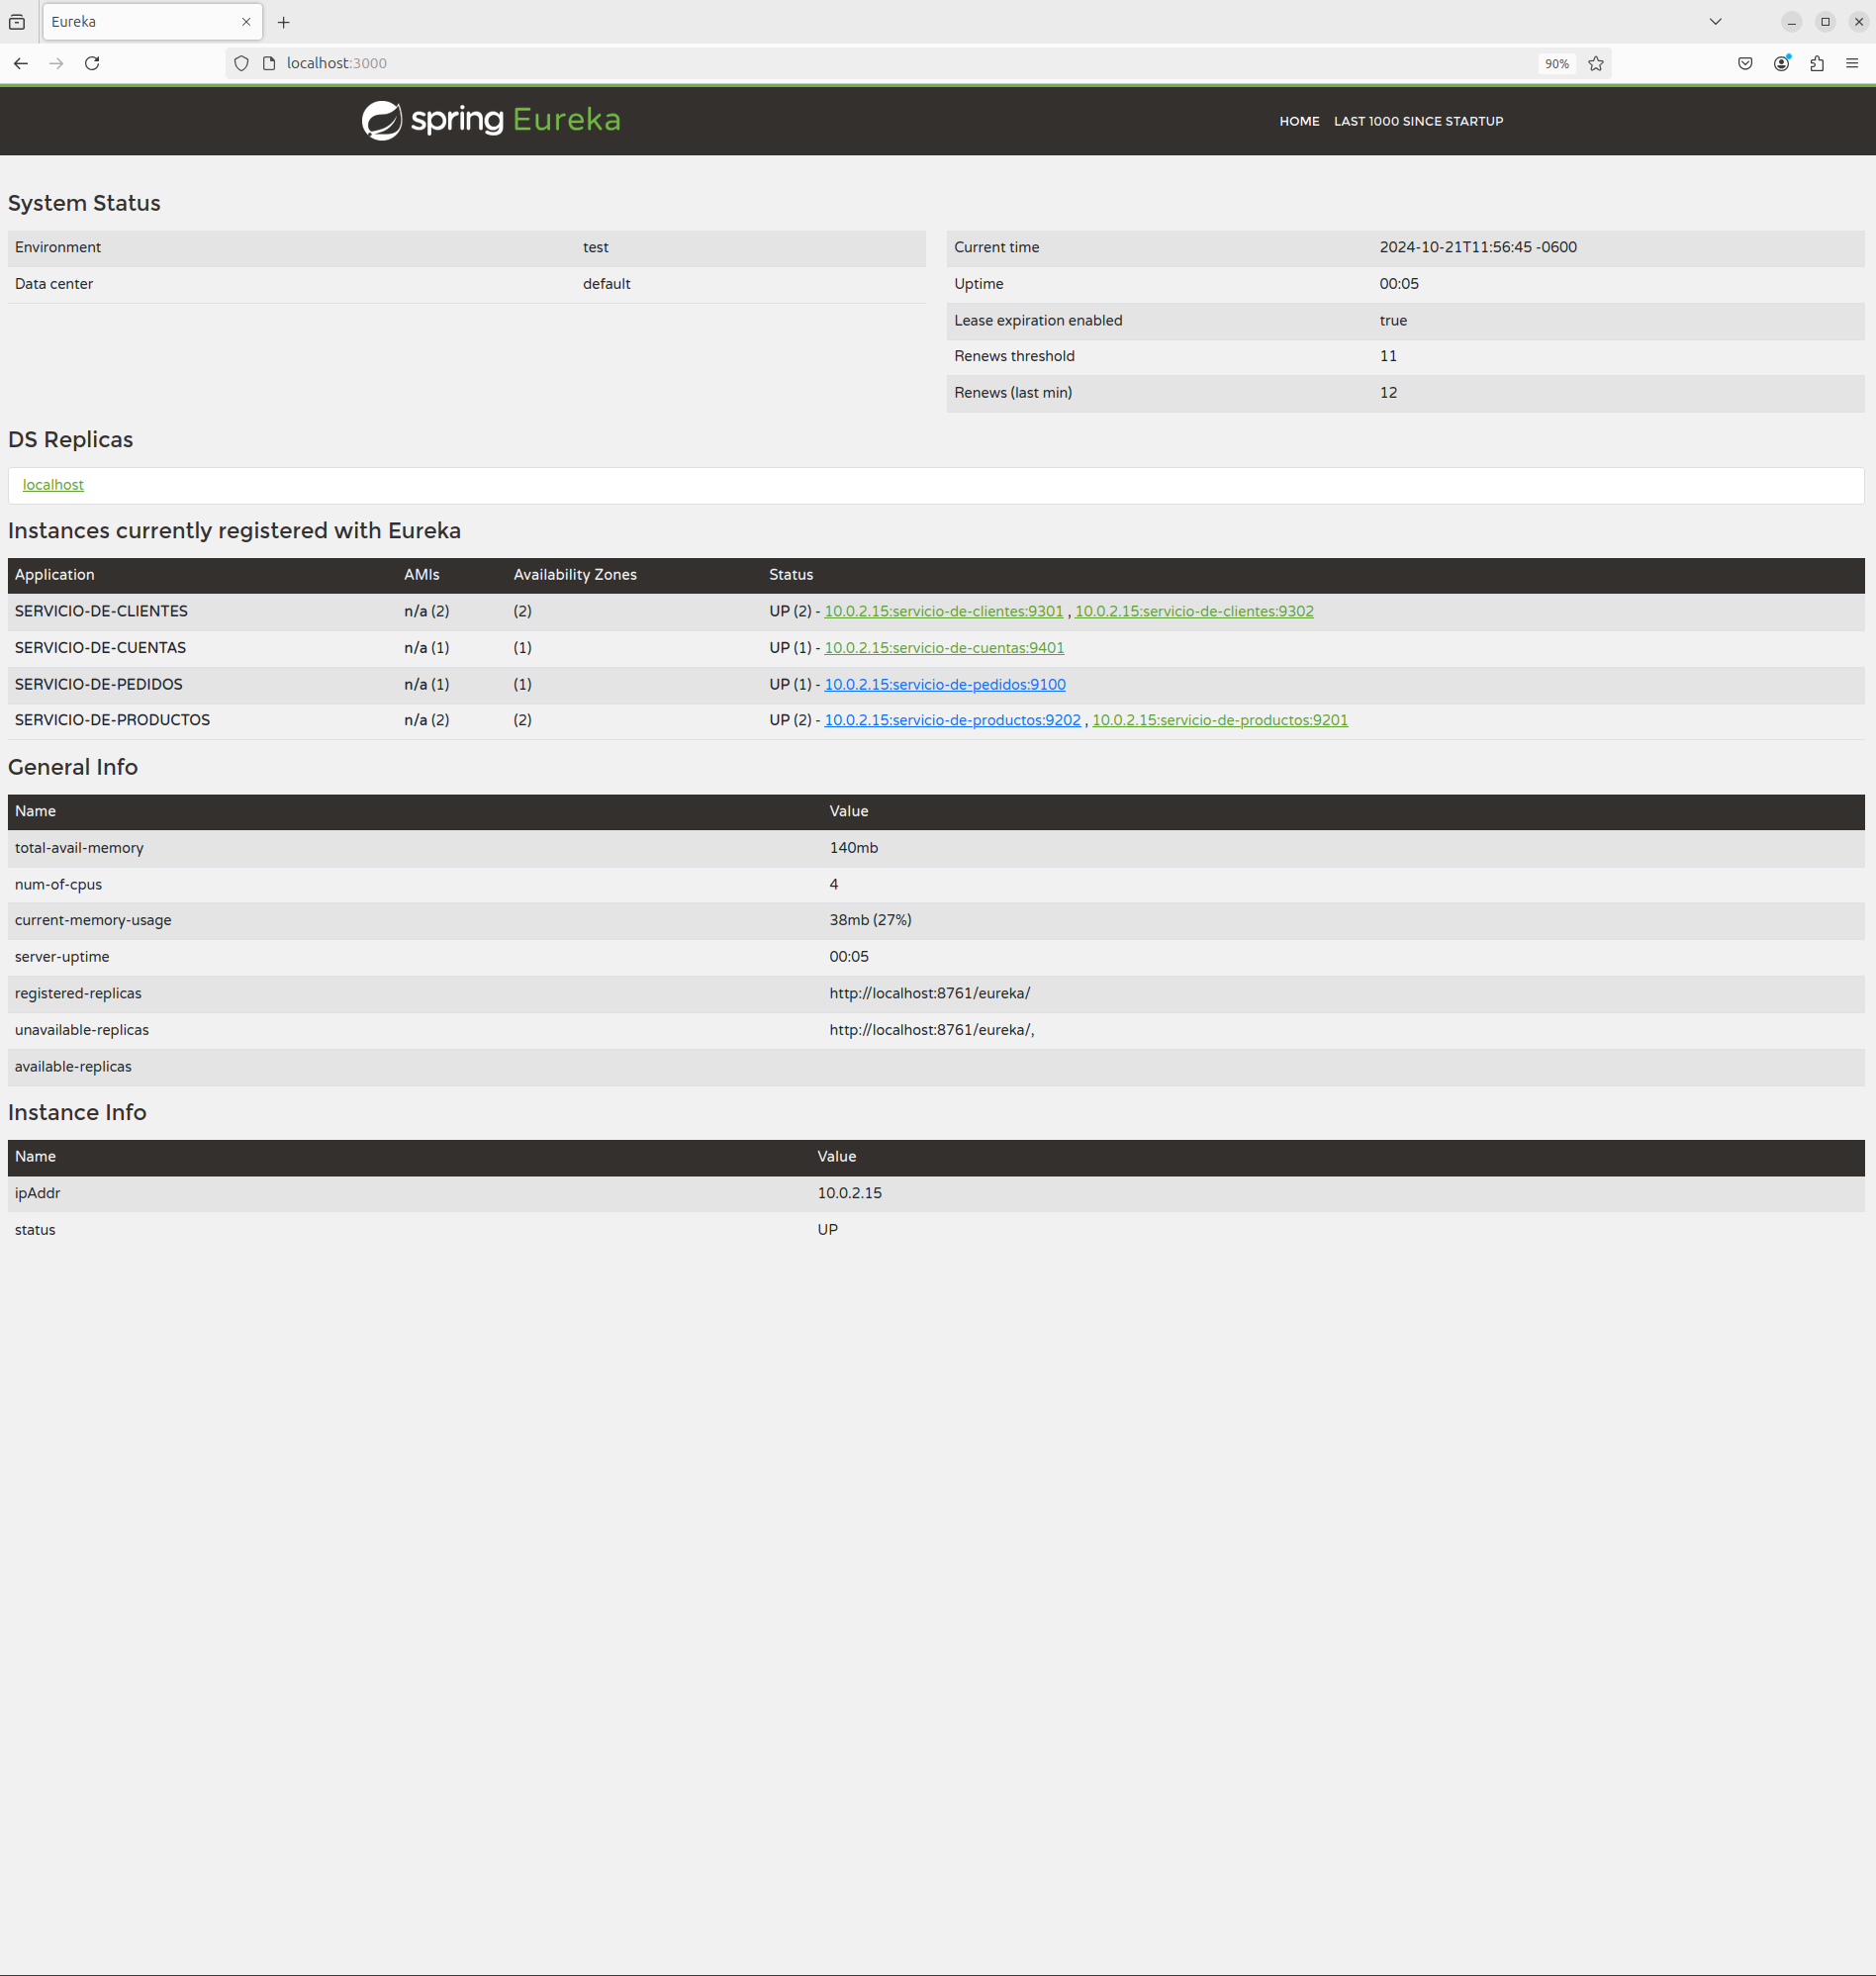 Eureka
localhost:3000
90%
spring Eureka
HOME LAST 1000 SINCE STARTUP
System Status
Environment test
Data center default
Current time 2024-10-21T11:56:45 -0600
Uptime 00:05
Lease expiration enabled true
Renews threshold 11
Renews (last min) 12
DS Replicas
localhost
Instances currently registered with Eureka
Application AMIs Availability Zones Status
SERVICIO-DE-CLIENTES n/a (2) (2) UP (2) - 10.0.2.15:servicio-de-clientes:9301 , 10.0.2.15:servicio-de-clientes:9302
SERVICIO-DE-CUENTAS n/a (1) (1) UP (1) - 10.0.2.15:servicio-de-cuentas:9401
SERVICIO-DE-PEDIDOS n/a (1) (1) UP (1) - 10.0.2.15:servicio-de-pedidos:9100
SERVICIO-DE-PRODUCTOS n/a (2) (2) UP (2) - 10.0.2.15:servicio-de-productos:9202 , 10.0.2.15:servicio-de-productos:9201
General Info
Name Value
total-avail-memory 140mb
num-of-cpus 4
current-memory-usage 38mb (27%)
server-uptime 00:05
registered-replicas http://localhost:8761/eureka/
unavailable-replicas http://localhost:8761/eureka/,
available-replicas
Instance Info
Name Value
ipAddr 10.0.2.15
status UP